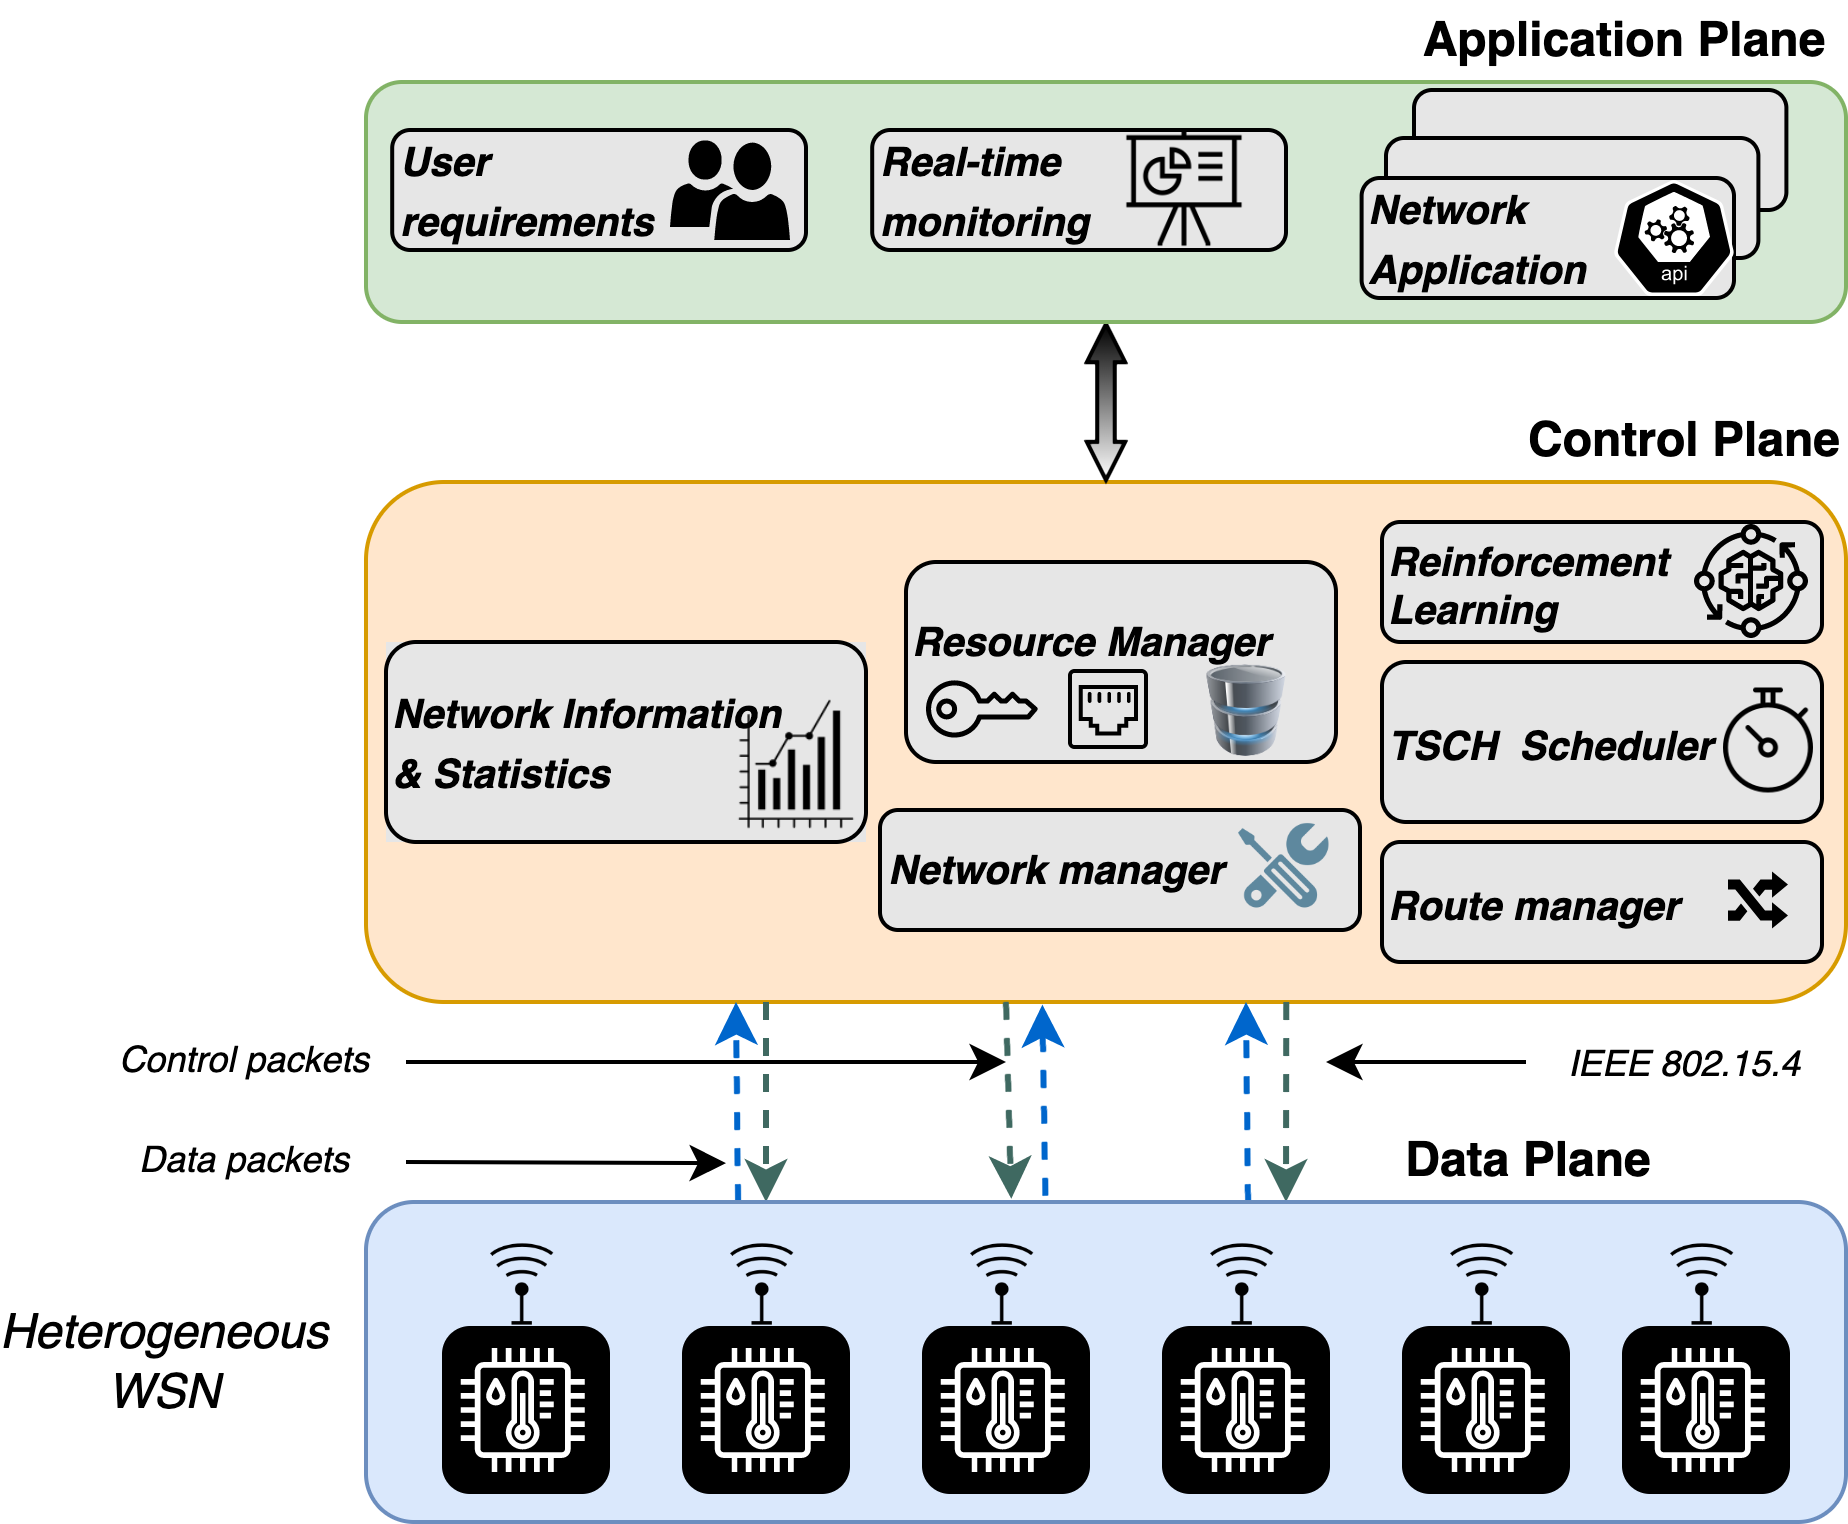 Application Plane
User
requirements
Real-time
monitoring
Network
Application
api
Control Plane
Reinforcement
Learning
Resource Manager
Network Information
& Statistics
TSCH Scheduler
Network manager
Route manager
Control packets
IEEE 802.15.4
Data packets
Data Plane
Heterogeneous
WSN